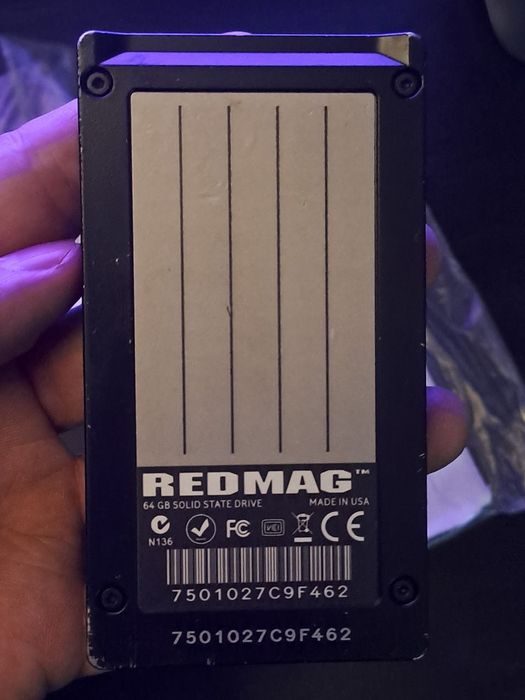 REDMAG™
64 GB SOLID STATE DRIVE MADE IN USA
N136 FC CE
7501027C9F462
7501027C9F462